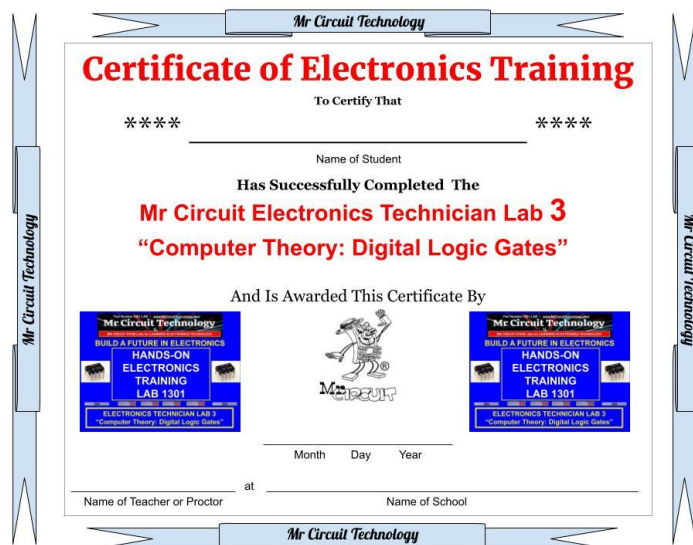 Mr Circuit Technology
Certificate of Electronics Training
To Certify That
**** ****
Name of Student
Has Successfully Completed The
Mr Circuit Electronics Technician Lab 3
“Computer Theory: Digital Logic Gates”
And Is Awarded This Certificate By
Mr Circuit Technology
BUILD A FUTURE IN ELECTRONICS
HANDS-ON
ELECTRONICS
TRAINING
LAB 1301
ELECTRONICS TECHNICIAN LAB 3
"Computer Theory: Digital Logic Gates"
Mr CIRCUIT ®
Mr Circuit Technology
BUILD A FUTURE IN ELECTRONICS
HANDS-ON
ELECTRONICS
TRAINING
LAB 1301
ELECTRONICS TECHNICIAN LAB 3
"Computer Theory: Digital Logic Gates"
Month Day Year
at
Name of Teacher or Proctor Name of School
Mr Circuit Technology
Mr Circuit Technology
Mr Circuit Technology